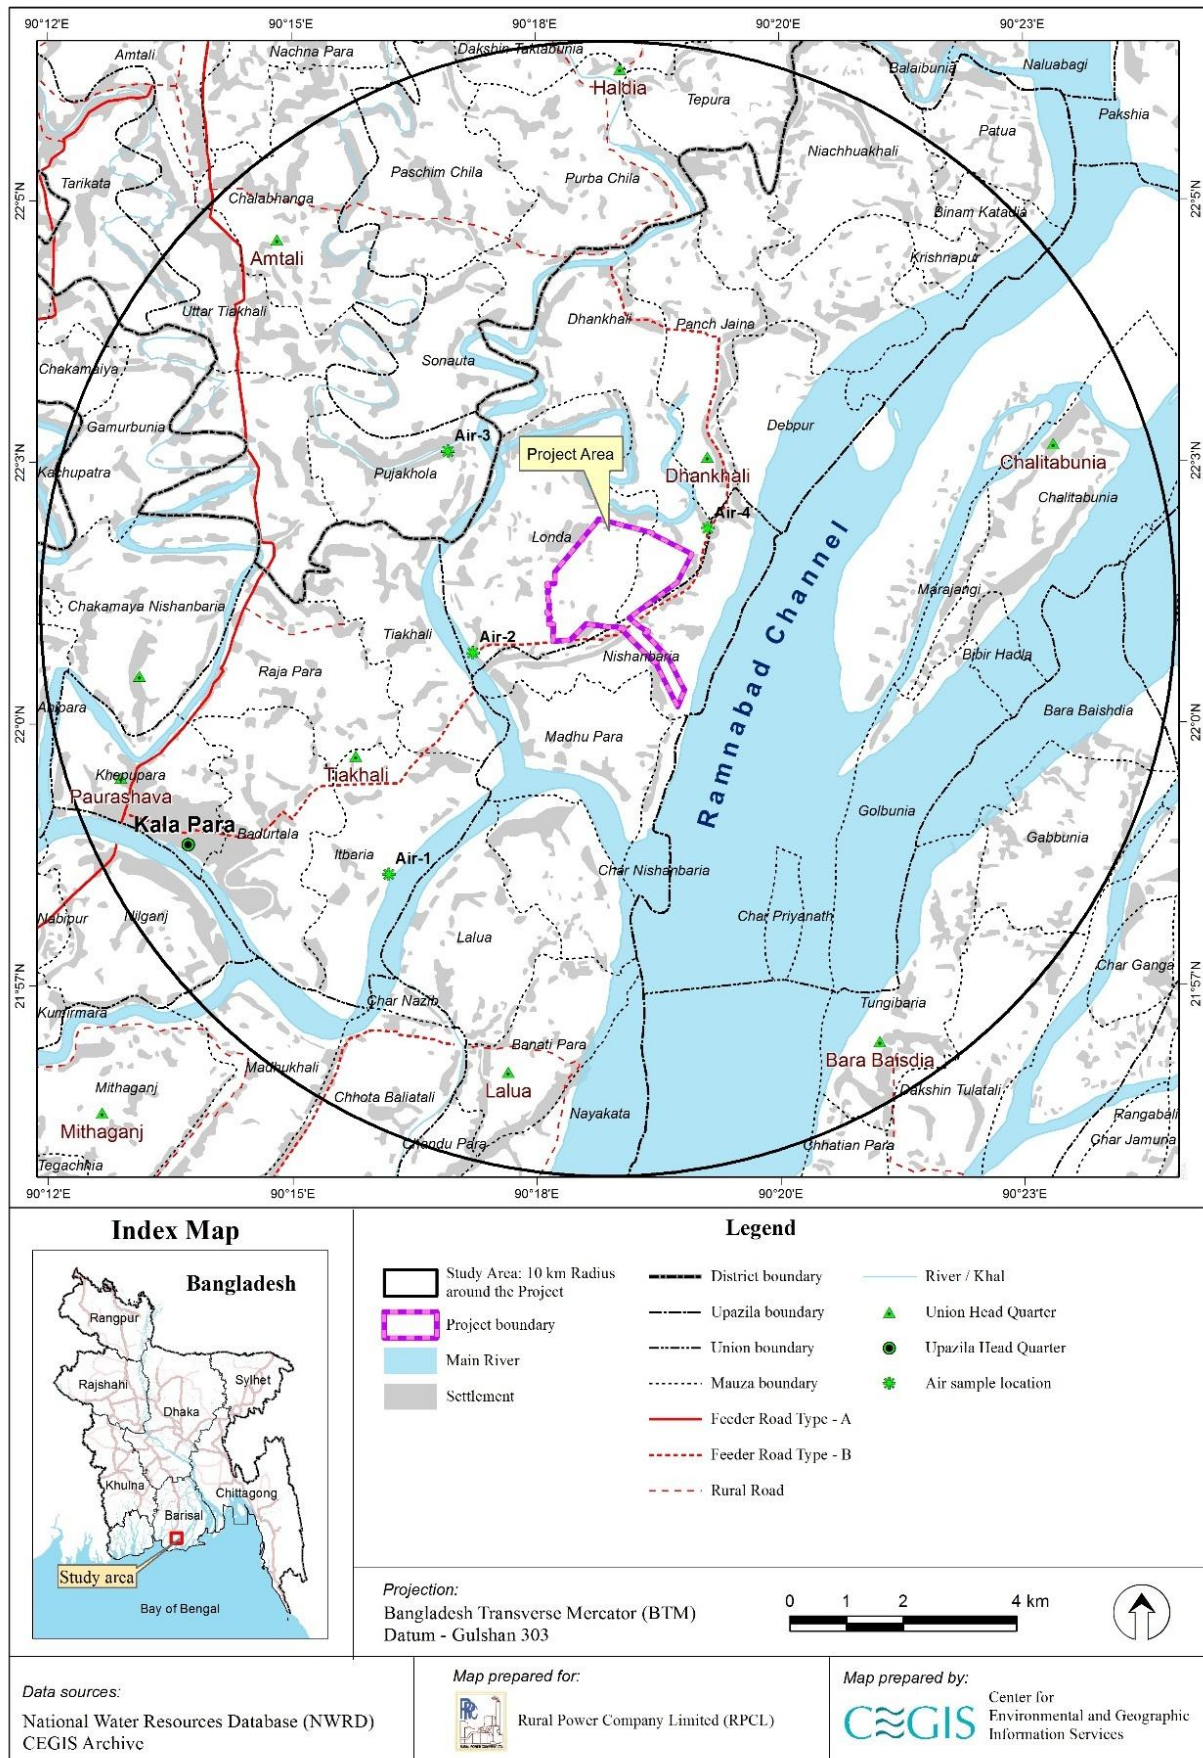 90°12'E 90°15'E 90°18'E 90°20'E 90°23'E
Amtali
Nachna Para
Dakshin Taktabunia
Haldia
Tepura
Balaibunia
Naluabagi
Pakshia
Patua
Niachhuakhali
Tarikata
Paschim Chila
Purba Chila
Chalabhanga
22°5'N
22°5'N
Binam Katadia
Amtali
Krishnapur
Uttar Tiakhali
Dhankhali
Panch Jaina
Sonauta
Chakamaiya
Gamurbunia
Debpur
Air-3
22°3'N
22°3'N
Kachupatra
Pujakhola
Project Area
Dhankhali
Chalitabunia
Chalitabunia
Air-4
Londa
Ramnabad Channel
Marajangi
Chakamaya Nishanbaria
Tiakhali
Air-2
Raja Para
Nishanbaria
Bibir Haola
Bara Baishdia
22°0'N
22°0'N
Madhu Para
Khepupara
Paurashava
Tiakhali
Golbunia
Kala Para
Badurtala
Gabbunia
Itbaria
Air-1
Char Nishanbaria
Nabipur
Nilganj
Char Priyanath
Lalua
Char Ganga
21°57'N
21°57'N
Kumirmara
Char Nazib
Tungibaria
Banati Para
Bara Baisdia
Madhukhali
Mithaganj
Chhota Baliatali
Lalua
Dakshin Tulatali
Mithaganj
Nayakata
Rangabali
Chandu Para
Chhatian Para
Char Jamuna
Tegachhia
90°12'E 90°15'E 90°18'E 90°20'E 90°23'E
Index Map
Bangladesh
Rangpur
Rajshahi
Sylhet
Dhaka
Khulna
Chittagong
Barisal
Study area
Bay of Bengal
Legend
Study Area: 10 km Radius
around the Project
Project boundary
Main River
Settlement
District boundary
Upazila boundary
Union boundary
Mauza boundary
Feeder Road Type - A
Feeder Road Type - B
Rural Road
River / Khal
Union Head Quarter
Upazila Head Quarter
Air sample location
Projection:
Bangladesh Transverse Mercator (BTM)
Datum - Gulshan 303
0 1 2 4 km
Data sources:
National Water Resources Database (NWRD)
CEGIS Archive
Map prepared for:
Rural Power Company Limited (RPCL)
Map prepared by:
CEGIS
Center for
Environmental and Geographic
Information Services